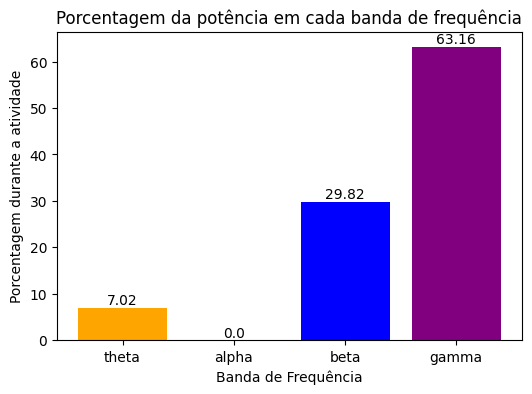 Porcentagem da potência em cada banda de frequência
63.16
60
50
40
30
29.82
20
10
7.02
0.0
0
Porcentagem durante a atividade
theta
alpha
beta
gamma
Banda de Frequência